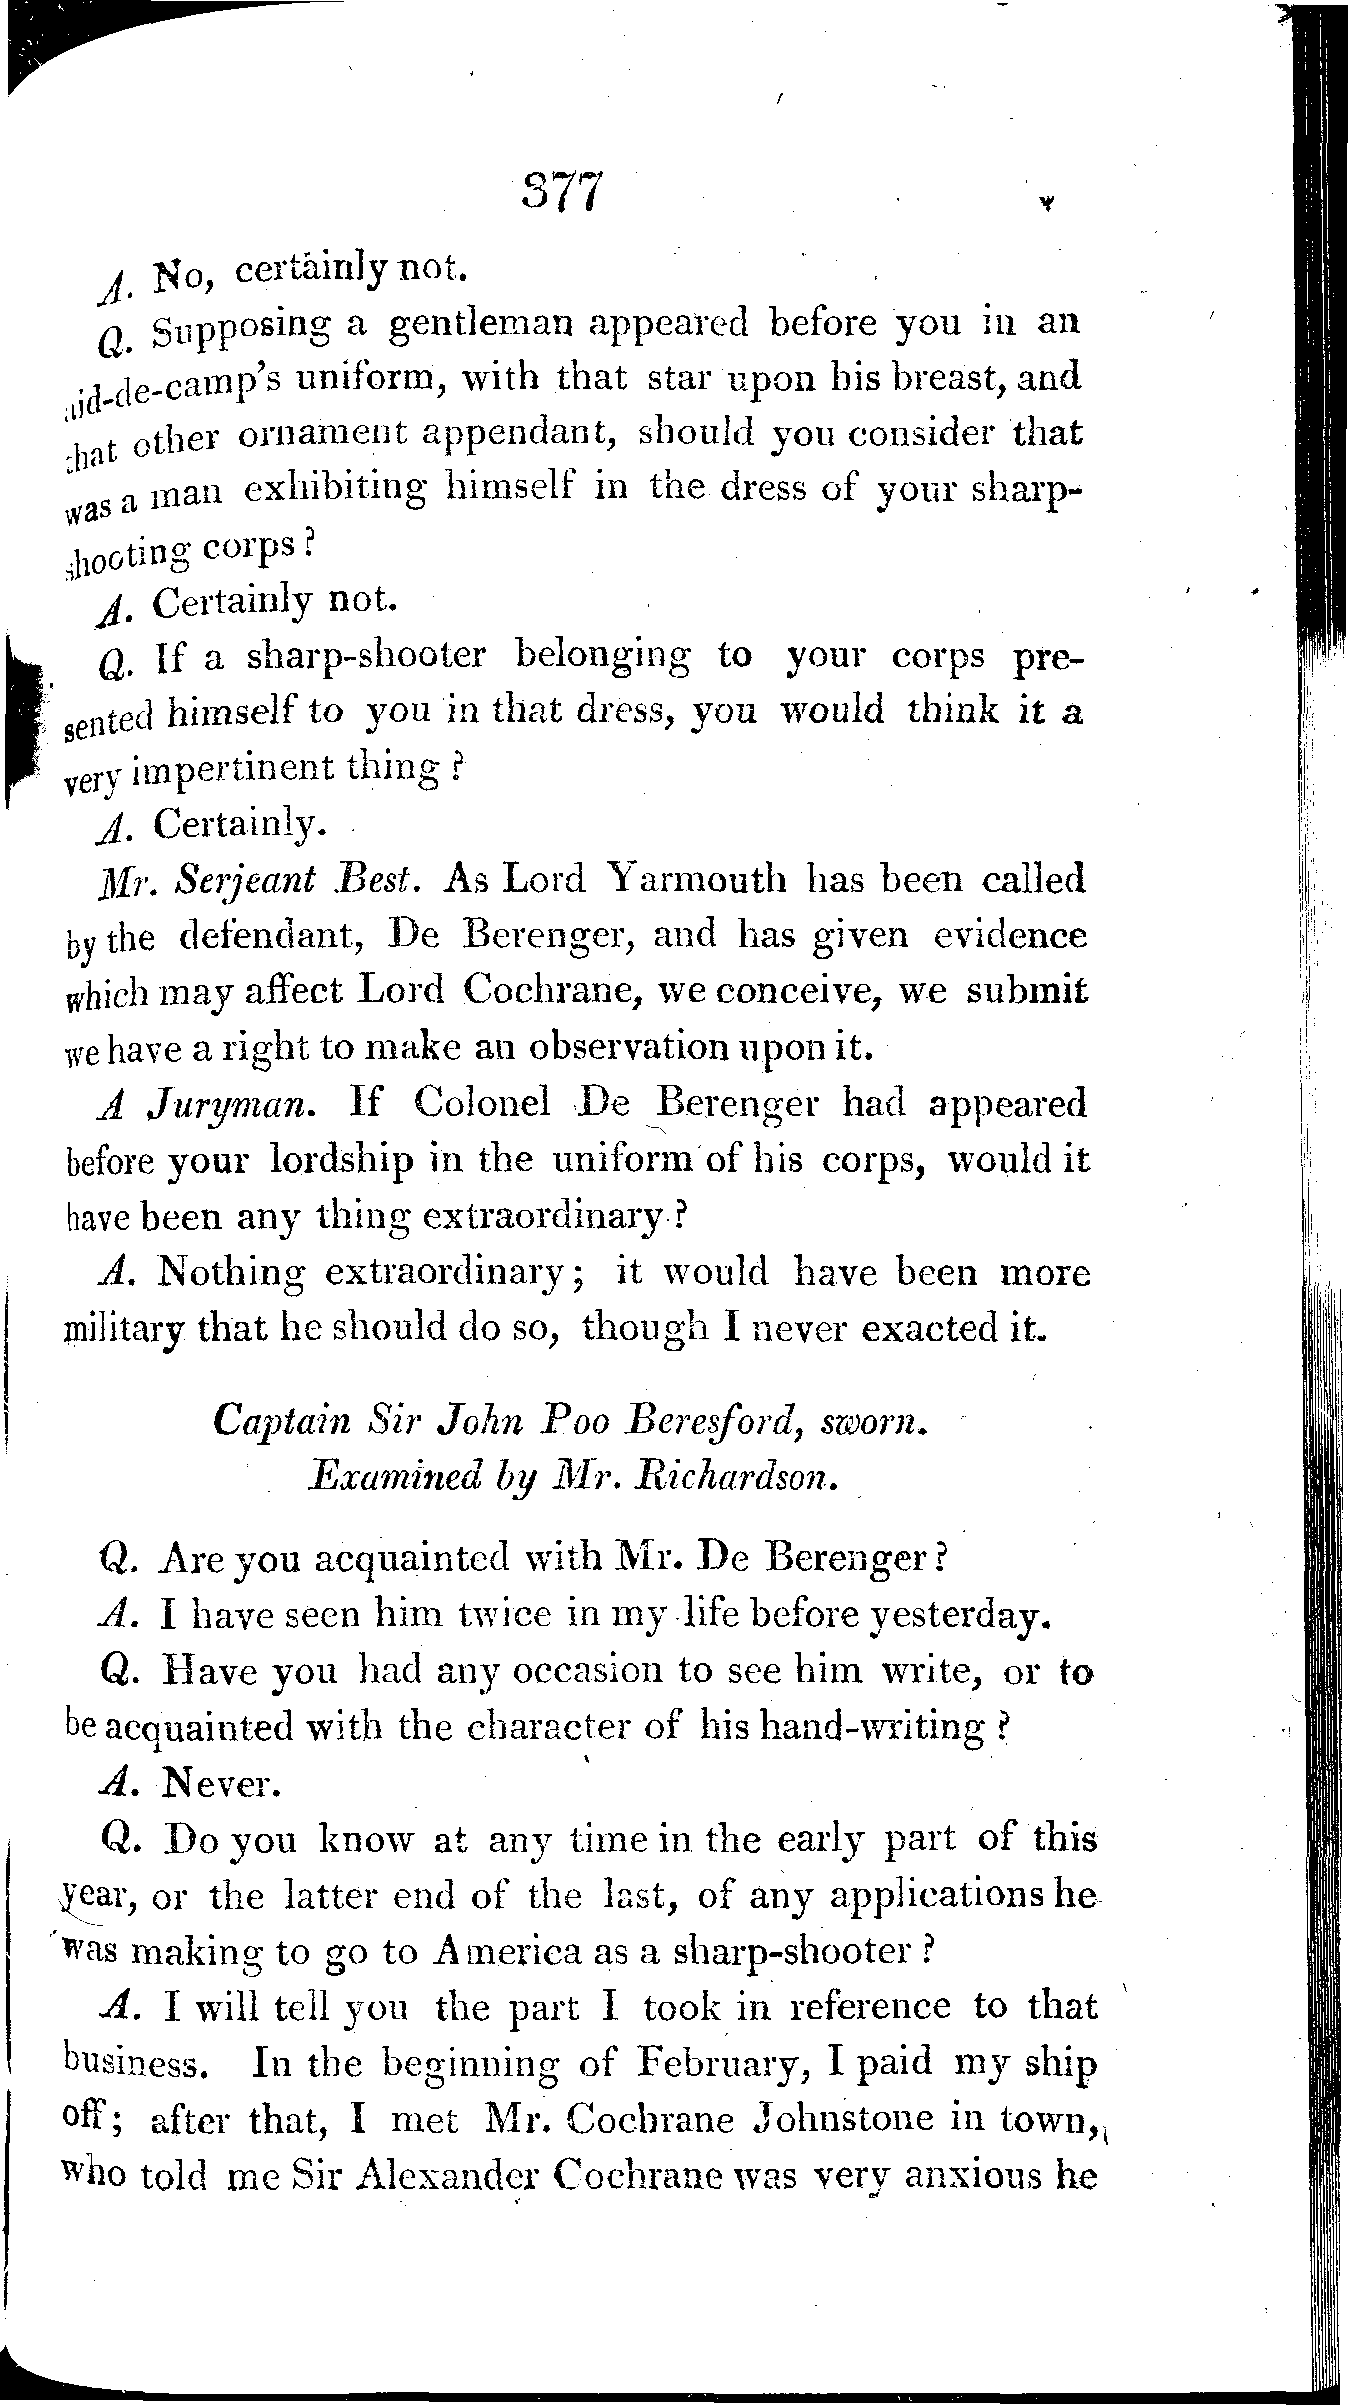 377
A. No, certainly not.
Q. Supposing a gentleman appeared before you in an
aid-de-camp's uniform, with that star upon his breast, and
that other ornament appendant, should you consider that
was a man exhibiting himself in the dress of your sharp-
shooting corps?
A. Certainly not.
Q. If a sharp-shooter belonging to your corps pre-
sented himself to you in that dress, you would think it a
very impertinent thing?
A. Certainly.
Mr. Serjeant Best. As Lord Yarmouth has been called
by the defendant, De Berenger, and has given evidence
which may affect Lord Cochrane, we conceive, we submit
we have a right to make an observation upon it.
A Juryman. If Colonel De Berenger had appeared
before your lordship in the uniform of his corps, would it
have been any thing extraordinary?
A. Nothing extraordinary; it would have been more
military that he should do so, though I never exacted it.
Captain Sir John Poo Beresford, sworn.
Examined by Mr. Richardson.
Q. Are you acquainted with Mr. De Berenger?
A. I have seen him twice in my life before yesterday.
Q. Have you had any occasion to see him write, or to
be acquainted with the character of his hand-writing?
A. Never.
Q. Do you know at any time in the early part of this
year, or the latter end of the last, of any applications he
was making to go to America as a sharp-shooter?
A. I will tell you the part I took in reference to that
business. In the beginning of February, I paid my ship
off; after that, I met Mr. Cochrane Johnstone in town,
who told me Sir Alexander Cochrane was very anxious he